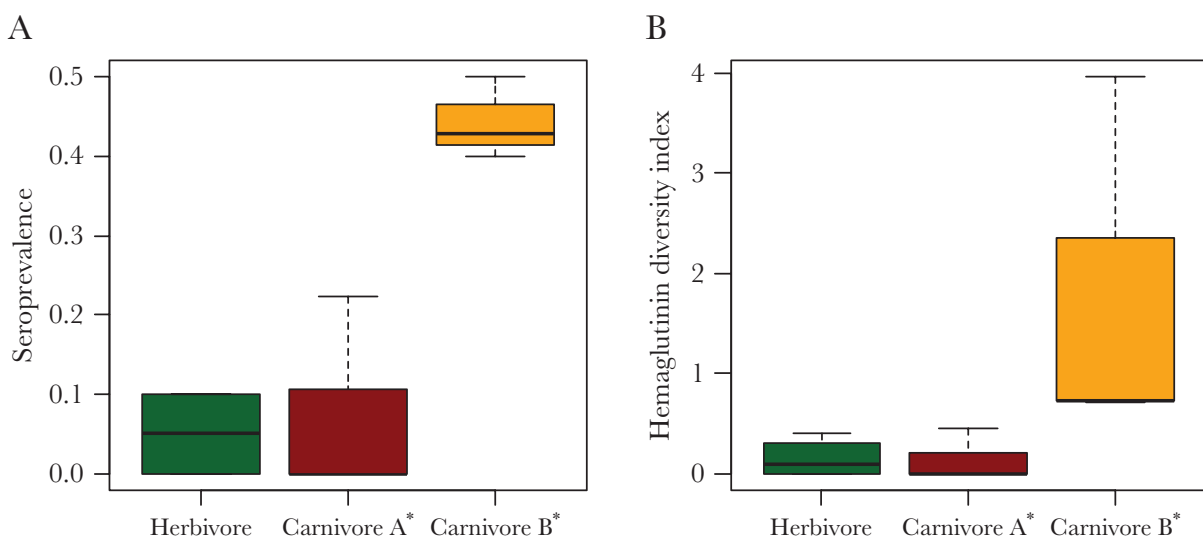 A
Seroprevalence
0.5
0.4
0.3
0.2
0.1
0.0
Herbivore
Carnivore A*
Carnivore B*
B
Hemaglutinin diversity index
4
3
2
1
0
Herbivore
Carnivore A*
Carnivore B*